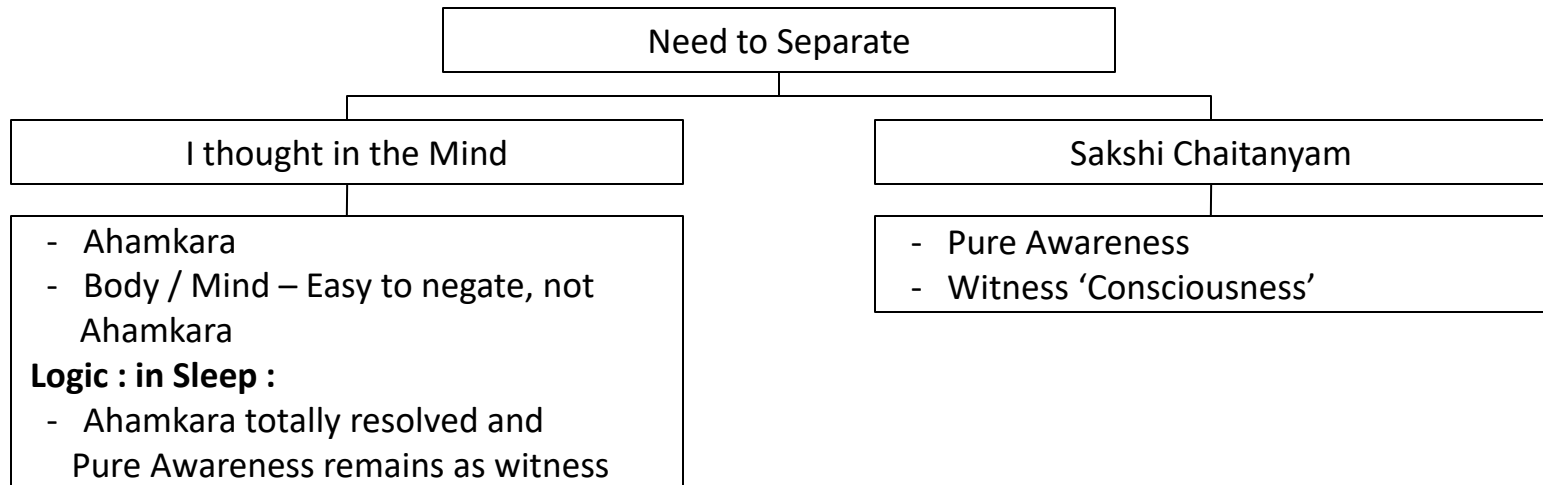 Need to Separate
I thought in the Mind
Sakshi Chaitanyam
- Ahamkara
- Body / Mind – Easy to negate, not
Ahamkara
Logic : in Sleep :
- Ahamkara totally resolved and
Pure Awareness remains as witness
- Pure Awareness
- Witness ‘Consciousness’